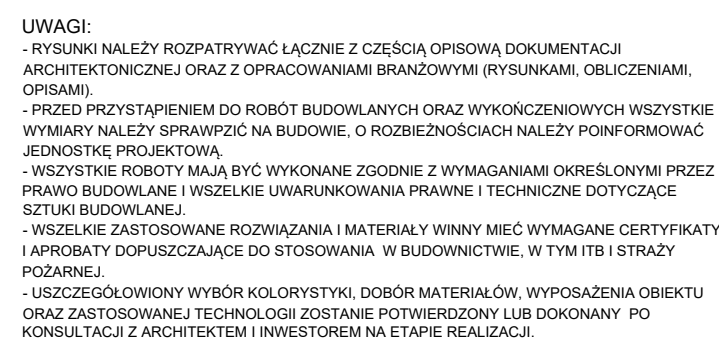 UWAGI:
- RYSUNKI NALEŻY ROZPATRYWAĆ ŁĄCZNIE Z CZĘŚCIĄ OPISOWĄ DOKUMENTACJI
ARCHITEKTONICZNEJ ORAZ Z OPRACOWANIAMI BRANŻOWYMI (RYSUNKAMI, OBLICZENIAMI,
OPISAMI).
- PRZED PRZYSTĄPIENIEM DO ROBÓT BUDOWLANYCH ORAZ WYKOŃCZENIOWYCH WSZYSTKIE
WYMIARY NALEŻY SPRAWPZIĆ NA BUDOWIE, O ROZBIEŻNOŚCIACH NALEŻY POINFORMOWAĆ
JEDNOSTKĘ PROJEKTOWĄ.
- WSZYSTKIE ROBOTY MAJĄ BYĆ WYKONANE ZGODNIE Z WYMAGANIAMI OKREŚLONYMI PRZEZ
PRAWO BUDOWLANE I WSZELKIE UWARUNKOWANIA PRAWNE I TECHNICZNE DOTYCZĄCE
SZTUKI BUDOWLANEJ.
- WSZELKIE ZASTOSOWANE ROZWIĄZANIA I MATERIAŁY WINNY MIEĆ WYMAGANE CERTYFIKATY
I APROBATY DOPUSZCZAJĄCE DO STOSOWANIA W BUDOWNICTWIE, W TYM ITB I STRAŻY
POŻARNEJ.
- USZCZEGÓŁOWIONY WYBÓR KOLORYSTYKI, DOBÓR MATERIAŁÓW, WYPOSAŻENIA OBIEKTU
ORAZ ZASTOSOWANEJ TECHNOLOGII ZOSTANIE POTWIERDZONY LUB DOKONANY PO
KONSULTACJI Z ARCHITEKTEM I INWESTOREM NA ETAPIE REALIZACJI.